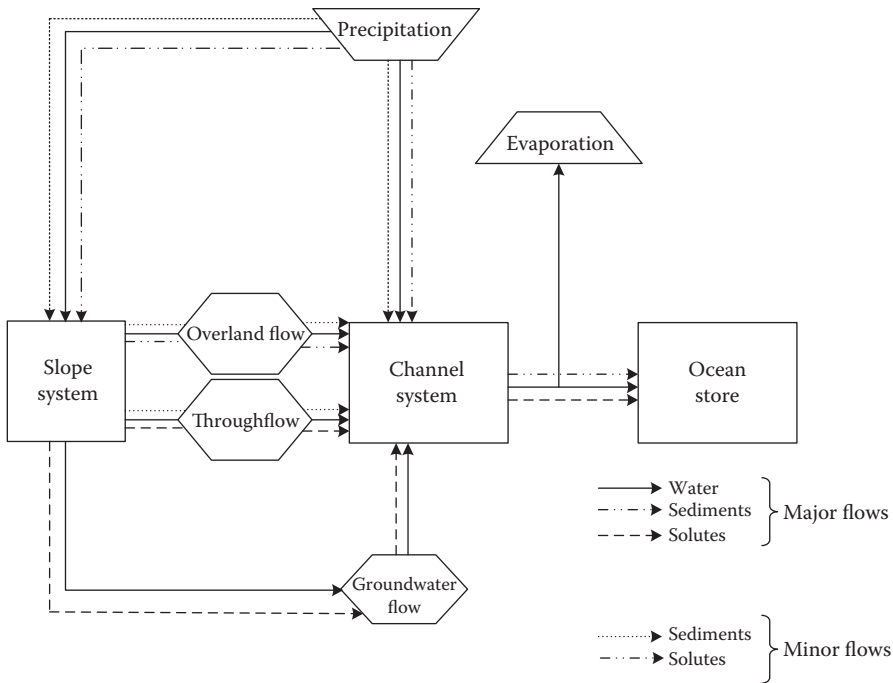 Precipitation
Evaporation
Overland flow
Slope
system
Channel
system
Ocean
store
Throughflow
Groundwater
flow
Water
Sediments
Solutes
Major flows
Sediments
Solutes
Minor flows